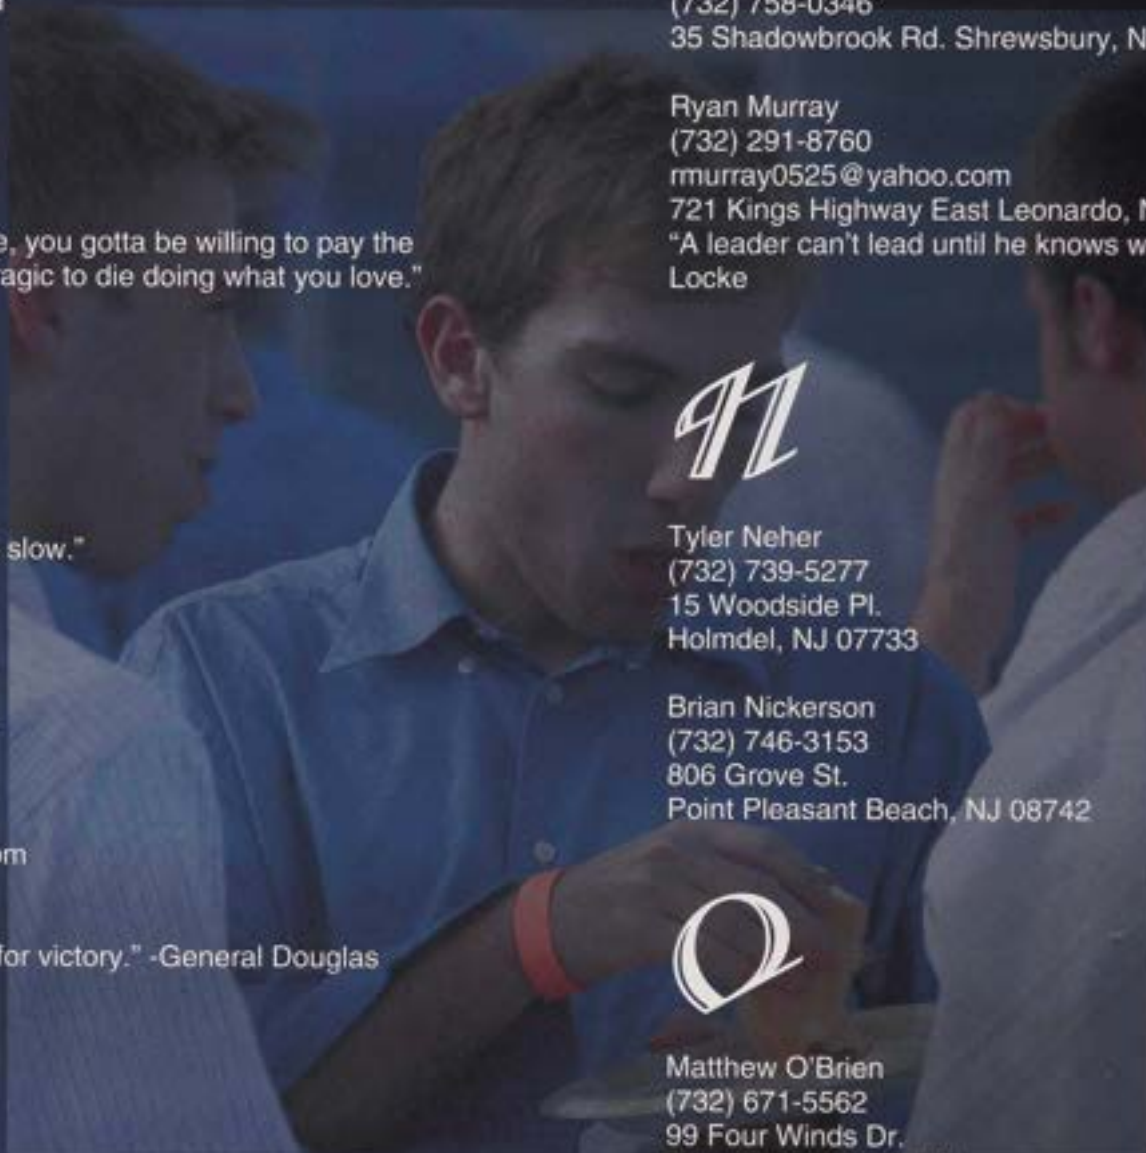 e, you gotta be willing to pay the
agic to die doing what you love.”
slow.”
om
for victory.” -General Douglas
(732) 758-0346
35 Shadowbrook Rd. Shrewsbury, N
Ryan Murray
(732) 291-8760
rmurray0525@yahoo.com
721 Kings Highway East Leonardo, N
“A leader can’t lead until he knows w
Locke
N
Tyler Neher
(732) 739-5277
15 Woodside Pl.
Holmdel, NJ 07733
Brian Nickerson
(732) 746-3153
806 Grove St.
Point Pleasant Beach, NJ 08742
O
Matthew O’Brien
(732) 671-5562
99 Four Winds Dr.